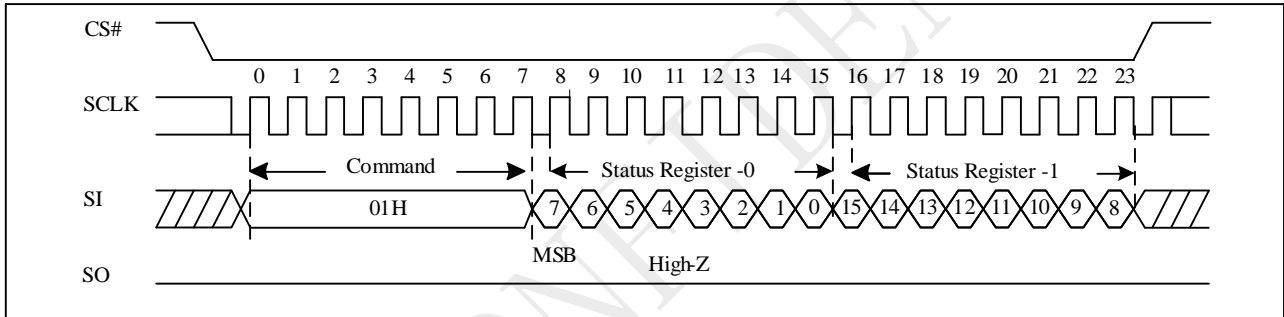 CS#
0 1 2 3 4 5 6 7 8 9 10 11 12 13 14 15 16 17 18 19 20 21 22 23
SCLK
Command Status Register -0 Status Register -1
SI 01H 7 6 5 4 3 2 1 0 15 14 13 12 11 10 9 8
MSB High-Z
SO